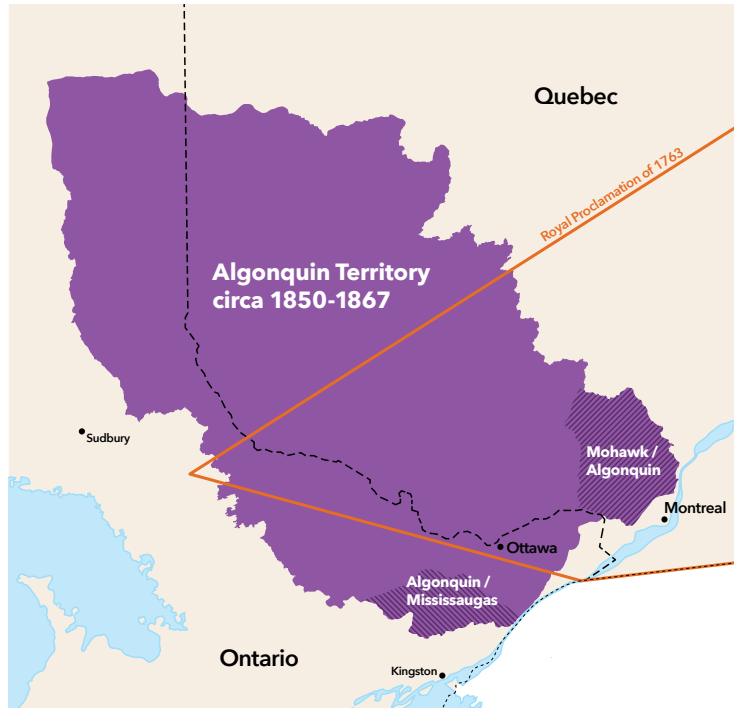 Quebec
Royal Proclamation of 1763
Algonquin Territory
circa 1850-1867
Sudbury
Mohawk /
Algonquin
Montreal
Ottawa
Algonquin /
Mississaugas
Ontario
Kingston